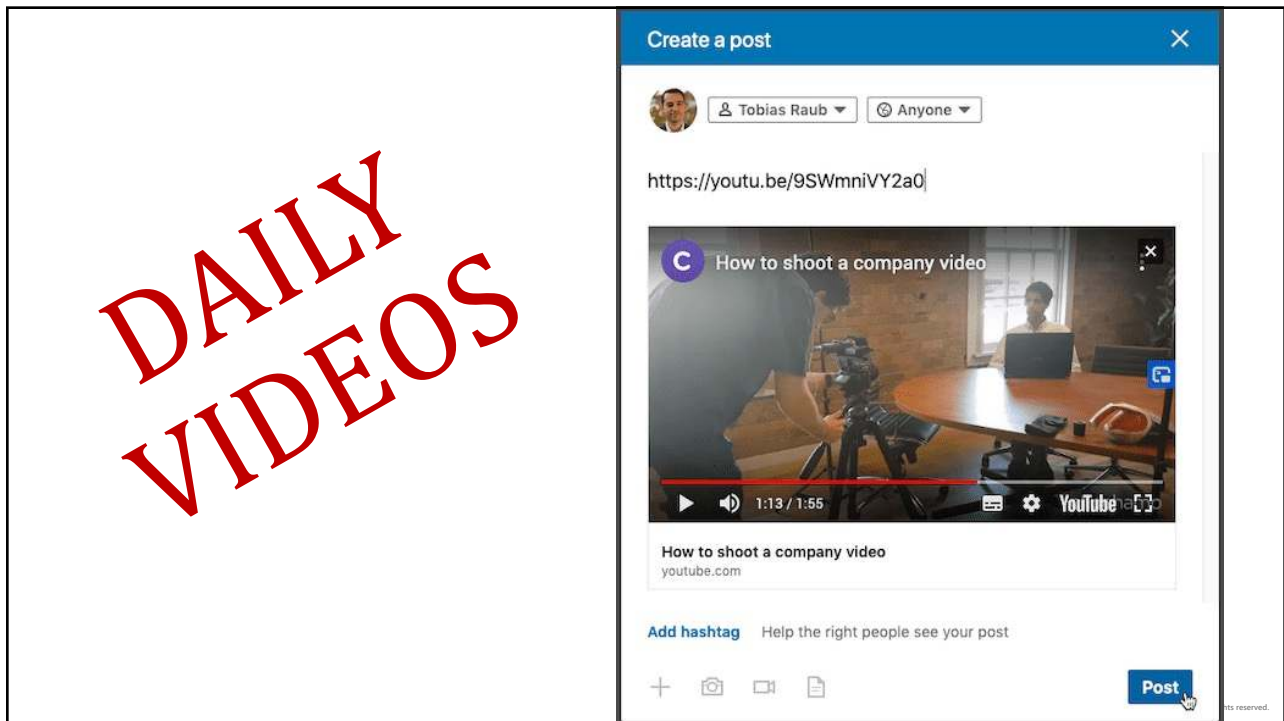 DAILY
VIDEOS
Create a post
Tobias Raub
Anyone
https://youtu.be/9SWmniVY2a0
C How to shoot a company video
1:13 / 1:55
YouTube
How to shoot a company video
youtube.com
Add hashtag Help the right people see your post
Post
reserved.